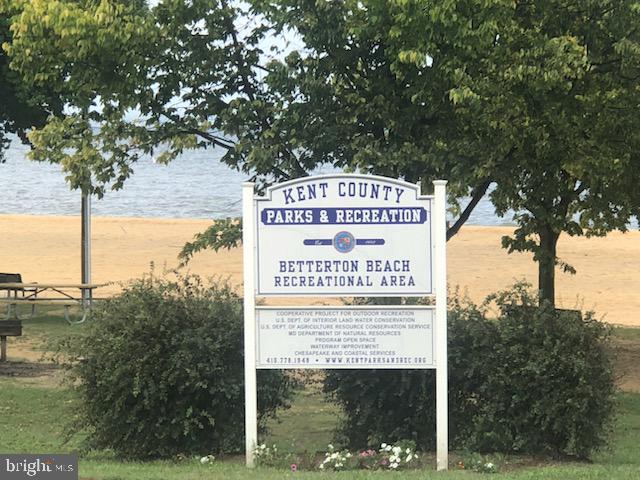 KENT COUNTY
PARKS & RECREATION
BETTERTON BEACH
RECREATIONAL AREA
COOPERATIVE PROJECT FOR OUTDOOR RECREATION
U.S. DEPT. OF INTERIOR LAND WATER CONSERVATION
U.S. DEPT. OF AGRICULTURE RESOURCE CONSERVATION SERVICE
MD DEPARTMENT OF NATURAL RESOURCES
PROGRAM OPEN SPACE
WATERWAY IMPROVEMENT
CHESAPEAKE AND COASTAL SERVICES
410.778.1948 • WWW.KENTPARKSANDREC.ORG
bright MLS